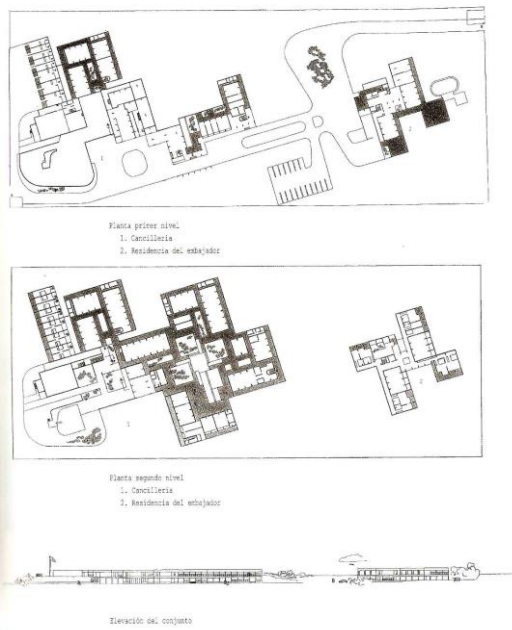 Planta primer nivel
1. Cancillería
2. Residencia del embajador
Planta segundo nivel
1. Cancillería
2. Residencia del embajador
Elevación del conjunto